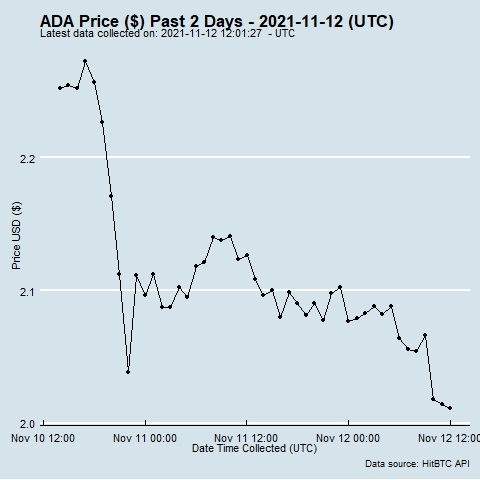 ADA Price ($) Past 2 Days - 2021-11-12 (UTC)
Latest data collected on: 2021-11-12 12:01:27  - UTC
2.2
Price USD ($)
2.1
2.0
Nov 10 12:00 Nov 11 00:00 Nov 11 12:00 Nov 12 00:00 Nov 12 12:00
Date Time Collected (UTC)
Data source: HitBTC API